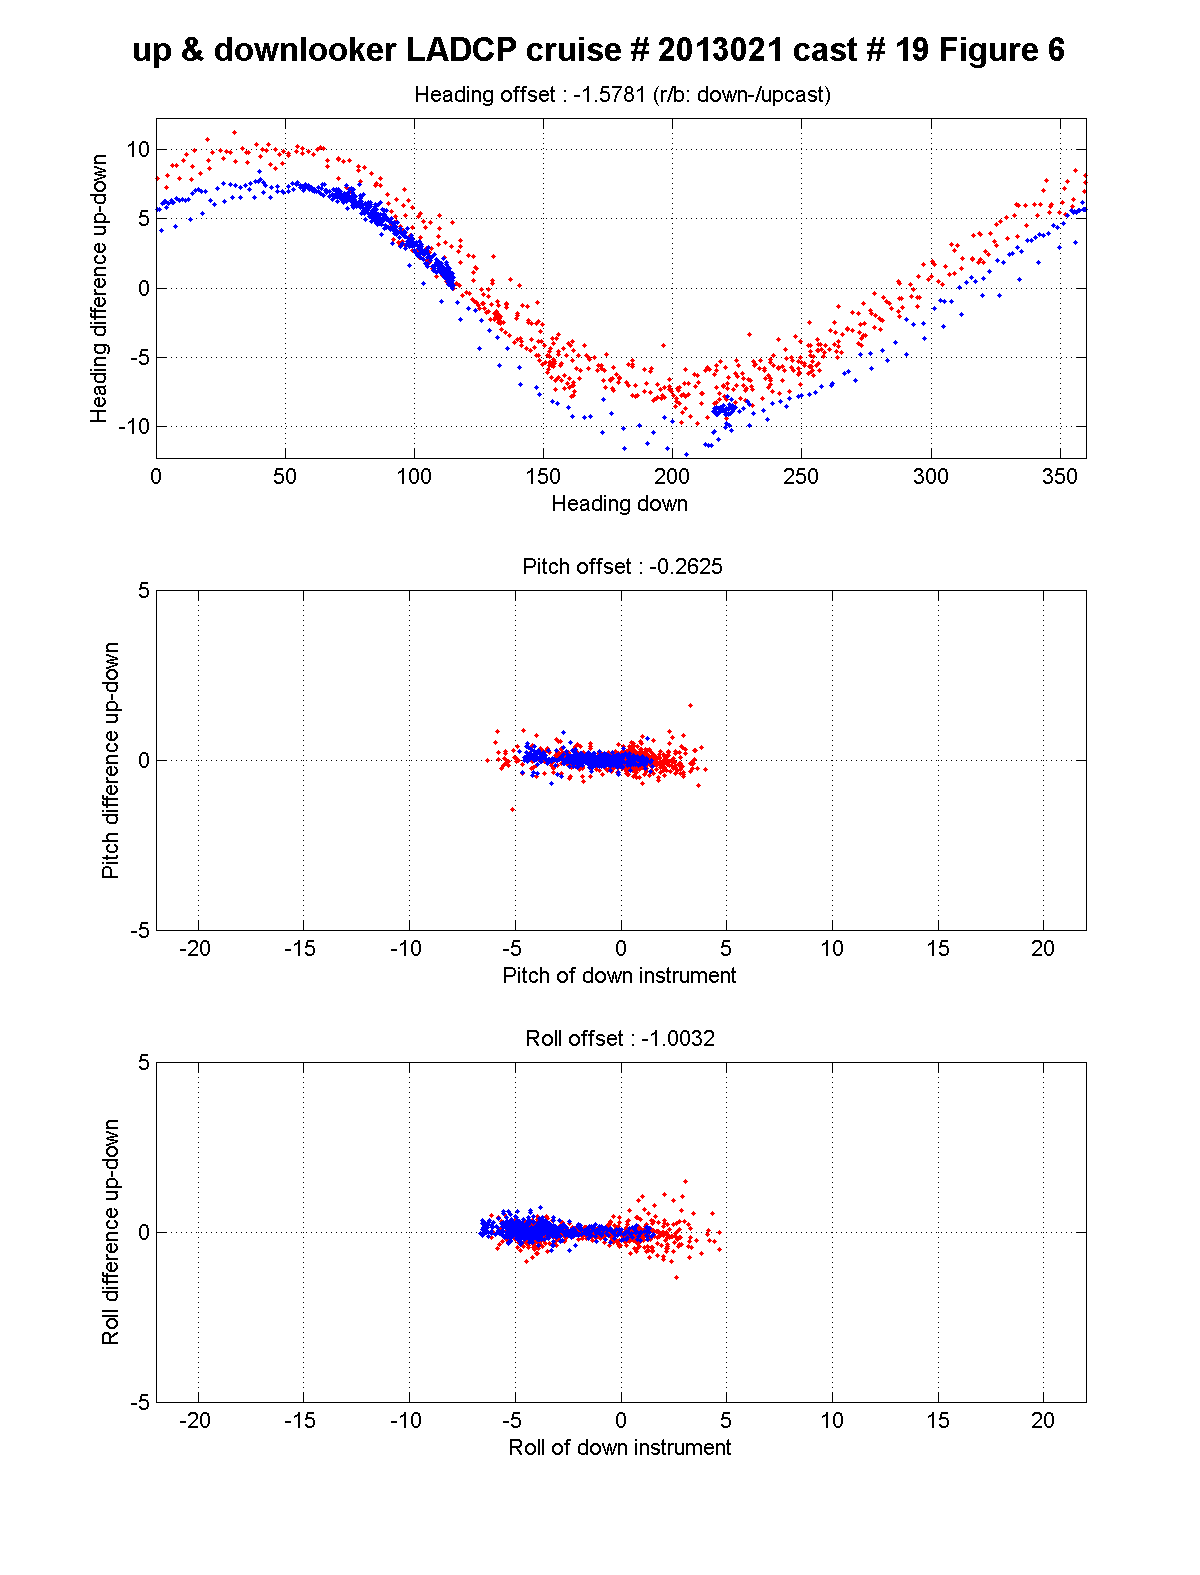 up & downlooker LADCP cruise # 2013021 cast # 19 Figure 6
Heading offset : -1.5781 (r/b: down-/upcast)
Heading difference up-down
10
5
0
-5
-10
0 50 100 150 200 250 300 350
Heading down
Pitch offset : -0.2625
Pitch difference up-down
5
0
-5
-20 -15 -10 -5 0 5 10 15 20
Pitch of down instrument
Roll offset : -1.0032
Roll difference up-down
5
0
-5
-20 -15 -10 -5 0 5 10 15 20
Roll of down instrument